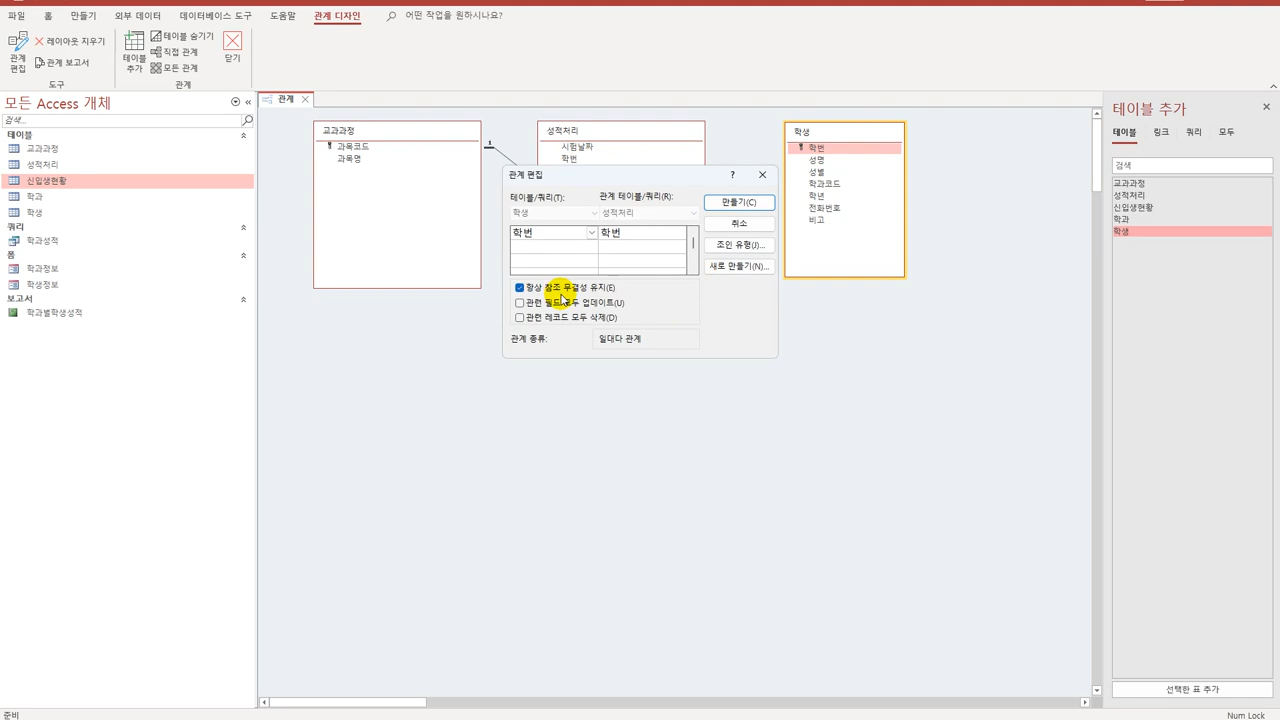 파일 홈 만들기 외부 데이터 데이터베이스 도구 도움말 관계 디자인 어떤 작업을 원하시나요?
관계 편집
레이아웃 지우기
관계 보고서
도구
테이블 추가
테이블 숨기기
직접 관계
모든 관계
닫기
관계
모든 Access 개체
검색...
테이블
교과과정
성적처리
신입생현황
학과
학생
쿼리
학과성적
폼
학과정보
학생정보
보고서
학과별학생성적
관계
교과과정
과목코드
과목명
1
성적처리
시험날짜
학번
학생
학번
성명
성별
학과코드
학년
전화번호
비고
관계 편집 ?
테이블/쿼리(T): 관계 테이블/쿼리(R):
학생 성적처리
학번 학번
만들기(C)
취소
조인 유형(J)...
새로 만들기(N)...
항상 참조 무결성 유지(E)
관련 필드 모두 업데이트(U)
관련 레코드 모두 삭제(D)
관계 종류: 일대다 관계
테이블 추가
테이블 링크 쿼리 모두
검색
교과과정
성적처리
신입생현황
학과
학생
선택한 표 추가
준비
Num Lock